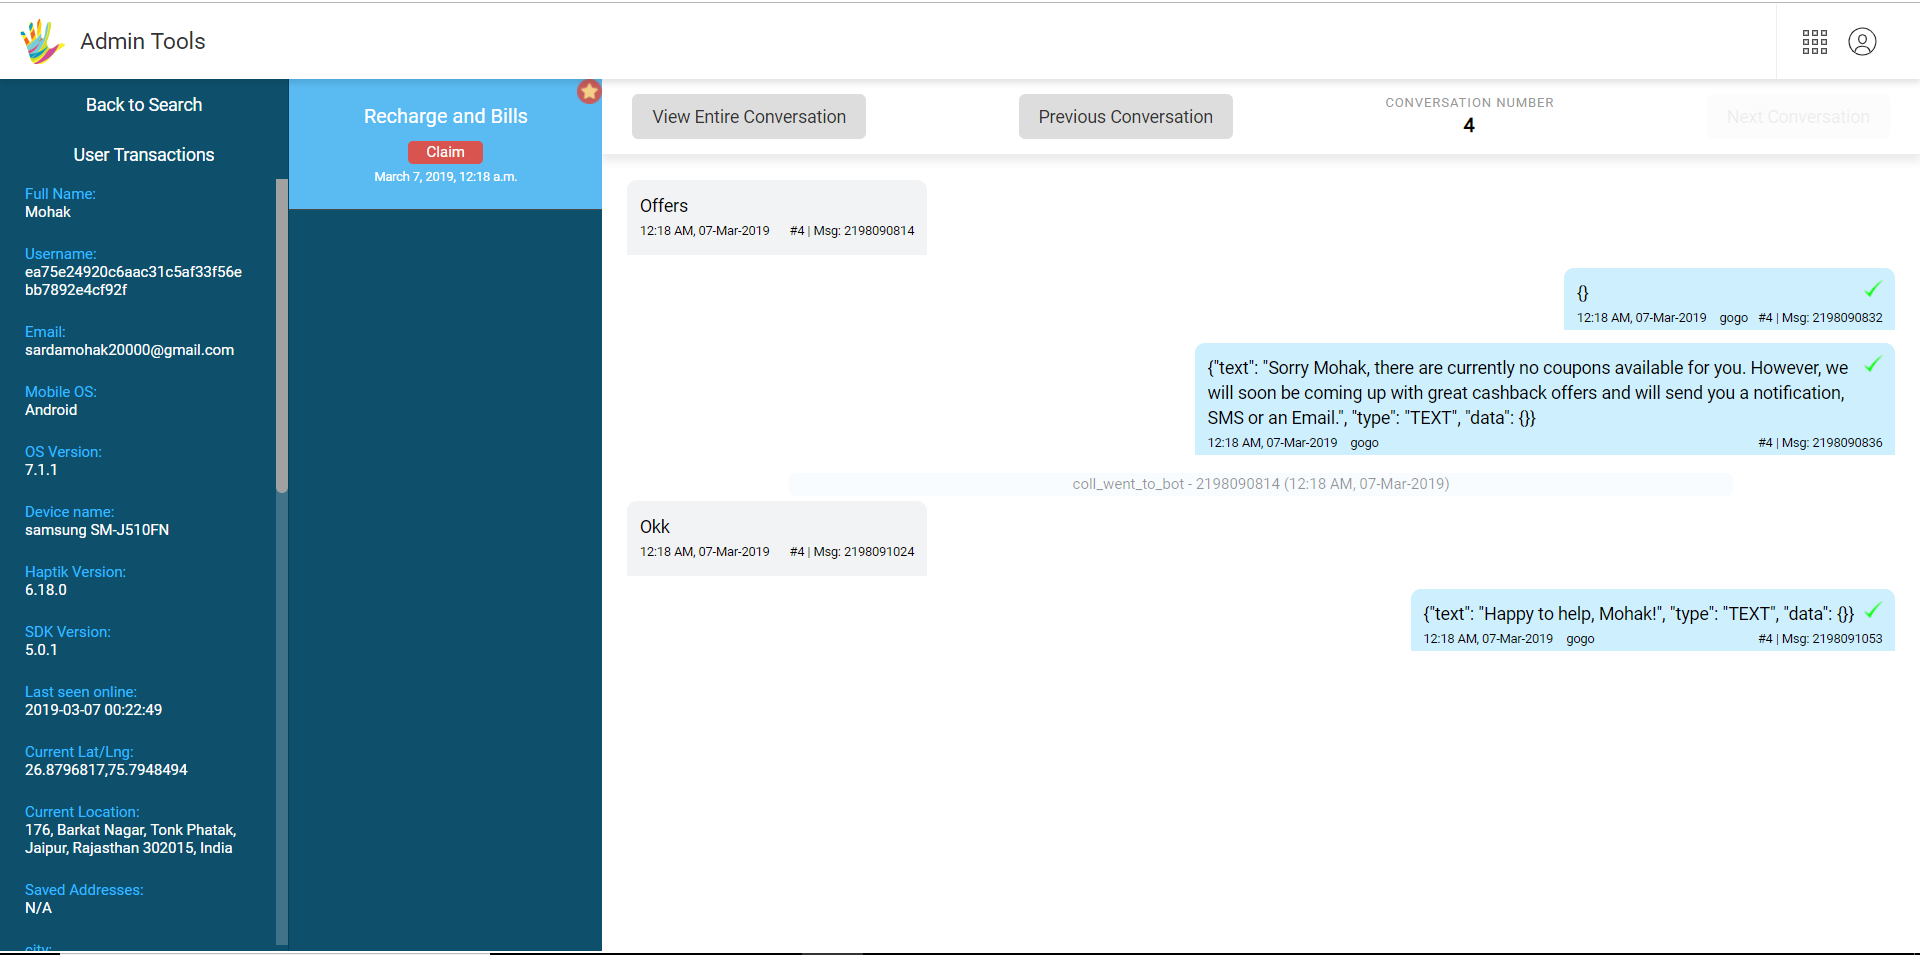 Admin Tools
Back to Search
User Transactions
Full Name:
Mohak
Username:
ea75e24920c6aac31c5af33f56e
bb7892e4cf92f
Email:
sardamohak20000@gmail.com
Mobile OS:
Android
OS Version:
7.1.1
Device name:
samsung SM-J510FN
Haptik Version:
6.18.0
SDK Version:
5.0.1
Last seen online:
2019-03-07 00:22:49
Current Lat/Lng:
26.8796817,75.7948494
Current Location:
176, Barkat Nagar, Tonk Phatak,
Jaipur, Rajasthan 302015, India
Saved Addresses:
N/A
city:
Recharge and Bills
Claim
March 7, 2019, 12:18 a.m.
View Entire Conversation
Previous Conversation
CONVERSATION NUMBER
4
Next Conversation
Offers
12:18 AM, 07-Mar-2019 #4 | Msg: 2198090814
{}
12:18 AM, 07-Mar-2019 gogo #4 | Msg: 2198090832
{"text": "Sorry Mohak, there are currently no coupons available for you. However, we
will soon be coming up with great cashback offers and will send you a notification,
SMS or an Email.", "type": "TEXT", "data": {}}
12:18 AM, 07-Mar-2019 gogo #4 | Msg: 2198090836
coll_went_to_bot - 2198090814 (12:18 AM, 07-Mar-2019)
Okk
12:18 AM, 07-Mar-2019 #4 | Msg: 2198091024
{"text": "Happy to help, Mohak!", "type": "TEXT", "data": {}}
12:18 AM, 07-Mar-2019 gogo #4 | Msg: 2198091053